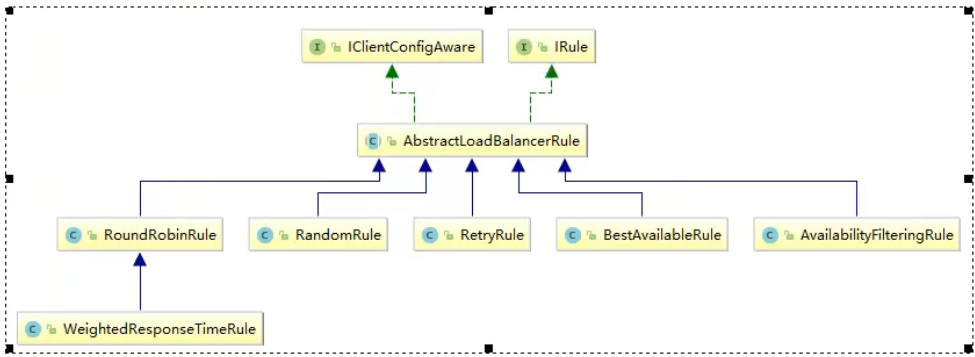 I IClientConfigAware
I IRule
C AbstractLoadBalancerRule
C RoundRobinRule
C RandomRule
C RetryRule
C BestAvailableRule
C AvailabilityFilteringRule
C WeightedResponseTimeRule